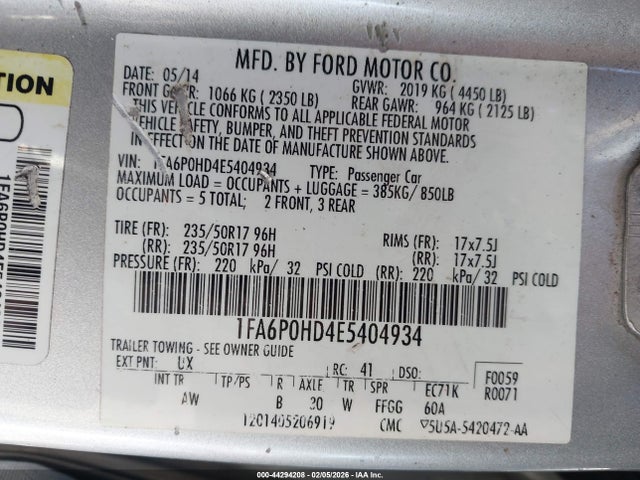 TION
1FA6P0HD4E540
MFD. BY FORD MOTOR CO.
DATE: 05/14 GVWR: 2019 KG ( 4450 LB)
FRONT GAWR: 1066 KG ( 2350 LB) REAR GAWR: 964 KG ( 2125 LB)
THIS VEHICLE CONFORMS TO ALL APPLICABLE FEDERAL MOTOR
VEHICLE SAFETY, BUMPER, AND THEFT PREVENTION STANDARDS
IN EFFECT ON THE DATE OF MANUFACTURE SHOWN ABOVE.
VIN: 1FA6P0HD4E5404934 TYPE: Passenger Car
MAXIMUM LOAD = OCCUPANTS + LUGGAGE = 385KG/ 850LB
OCCUPANTS = 5 TOTAL; 2 FRONT, 3 REAR
TIRE (FR): 235/50R17 96H RIMS (FR): 17x7.5J
(RR): 235/50R17 96H (RR): 17x7.5J
PRESSURE (FR): 220 kPa/ 32 PSI COLD (RR): 220 kPa/ 32 PSI COLD
1FA6P0HD4E5404934
TRAILER TOWING - SEE OWNER GUIDE
EXT PNT: UX RC: 41 DSO: F0059
INT TR TP/PS R AXLE TR SPR EC71K R0071
AW B 30 W FFGG 60A
1201405206919 CMC ▽5U5A-5420472-AA
000-44294208 - 02/05/2026 - IAAI.COM